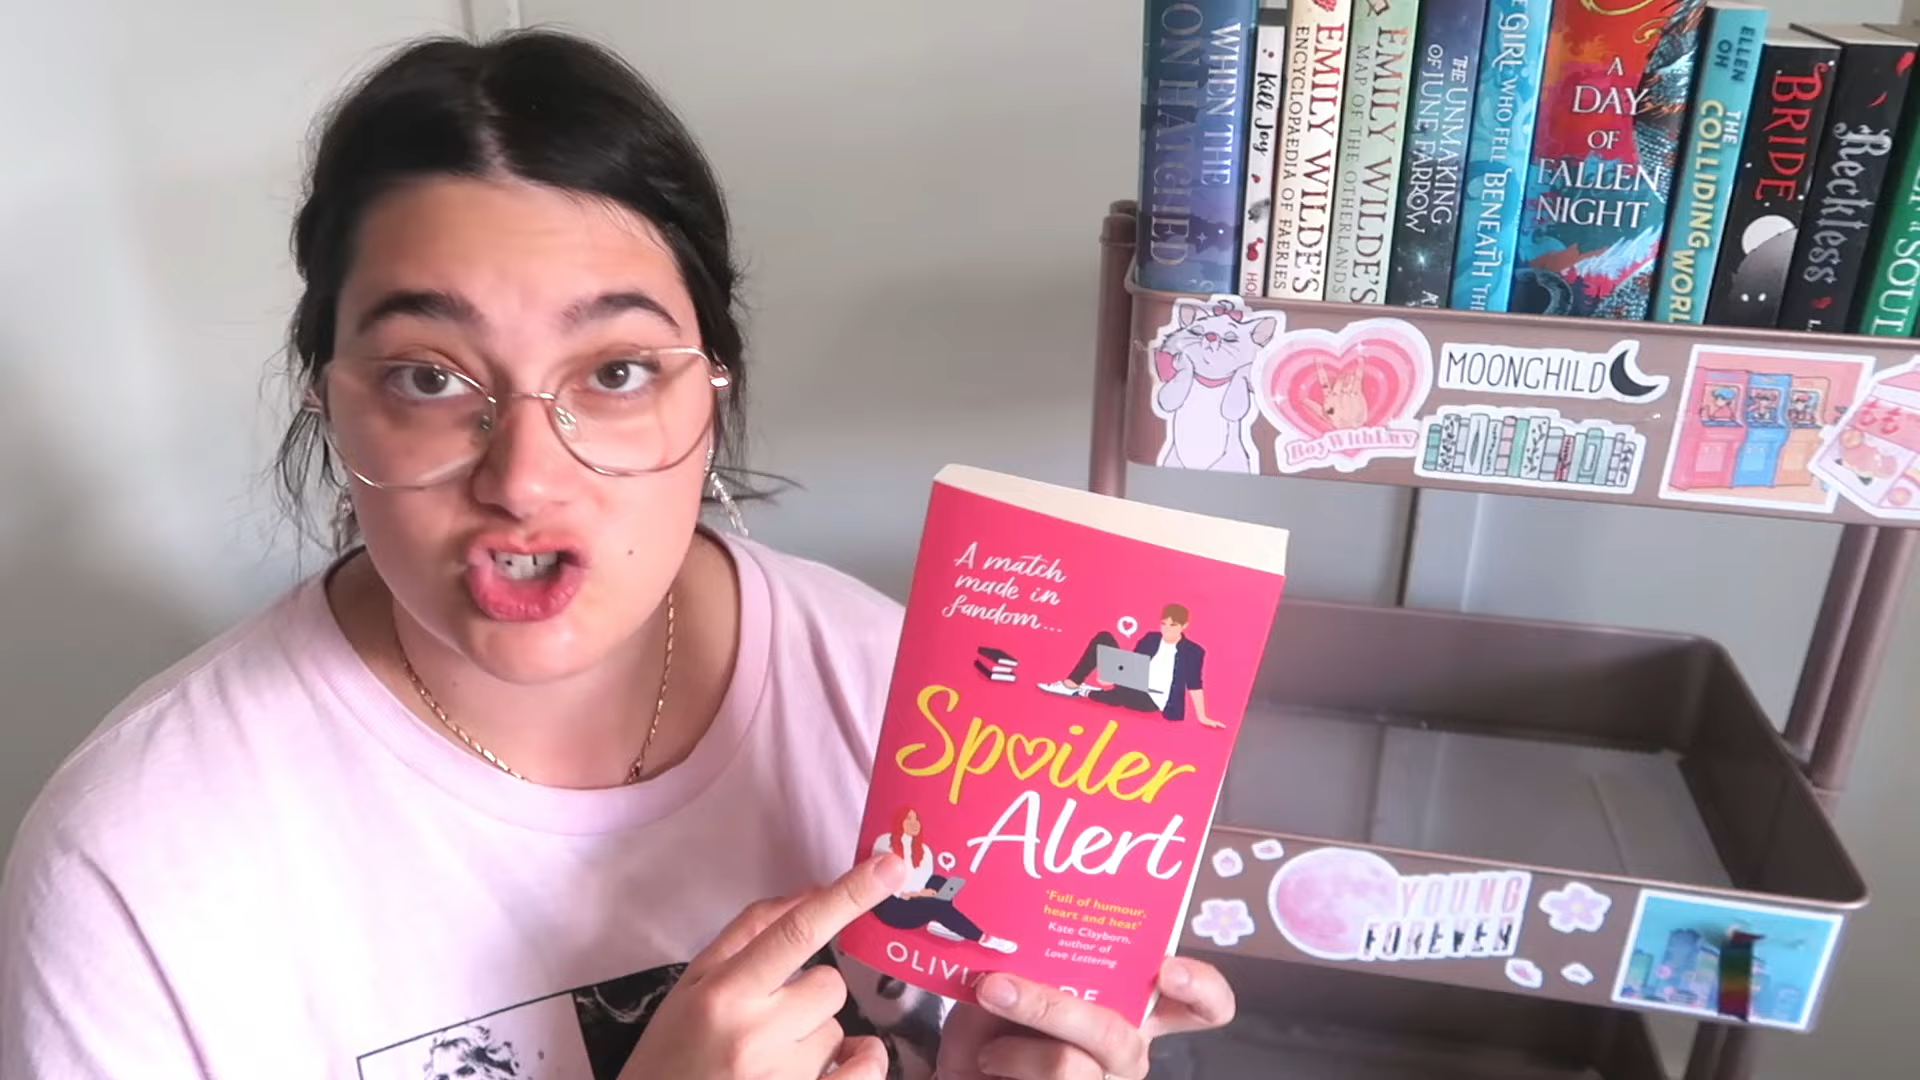 A match
made in
fandom...
Spoiler
Alert
'Full of humour,
heart and heat'
Kate Clayborn,
author of
Love Lettering
WHEN THE
ON HATCHED
Kill Joy
EMILY WILDE'S
ENCYCLOPAEDIA OF FAERIES
EMILY WILDE'S
MAP OF THE OTHERLANDS
THE UNMAKING
OF JUNE FARROW
GIRL WHO FELL BENEATH THE
A
DAY
OF
FALLEN
NIGHT
ELLEN
OH
THE
COLLIDING WORL
BRIDE
Reckless
SOUT
MOONCHILD
BoyWithLuv
YOUNG
FOREVER